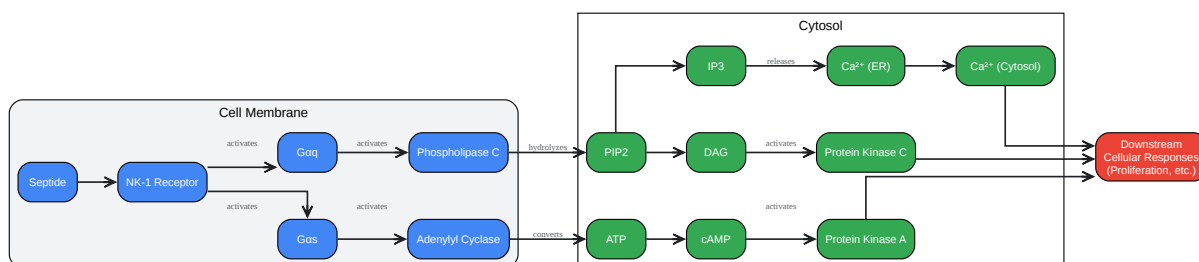 Cytosol
IP3
releases
Ca²⁺ (ER)
Ca²⁺ (Cytosol)
Cell Membrane
activates
Gαq
activates
Phospholipase C
hydrolyzes
PIP2
DAG
activates
Protein Kinase C
Downstream
Cellular Responses
(Proliferation, etc.)
Septide
NK-1 Receptor
activates
activates
activates
Gαs
Adenylyl Cyclase
converts
ATP
cAMP
Protein Kinase A